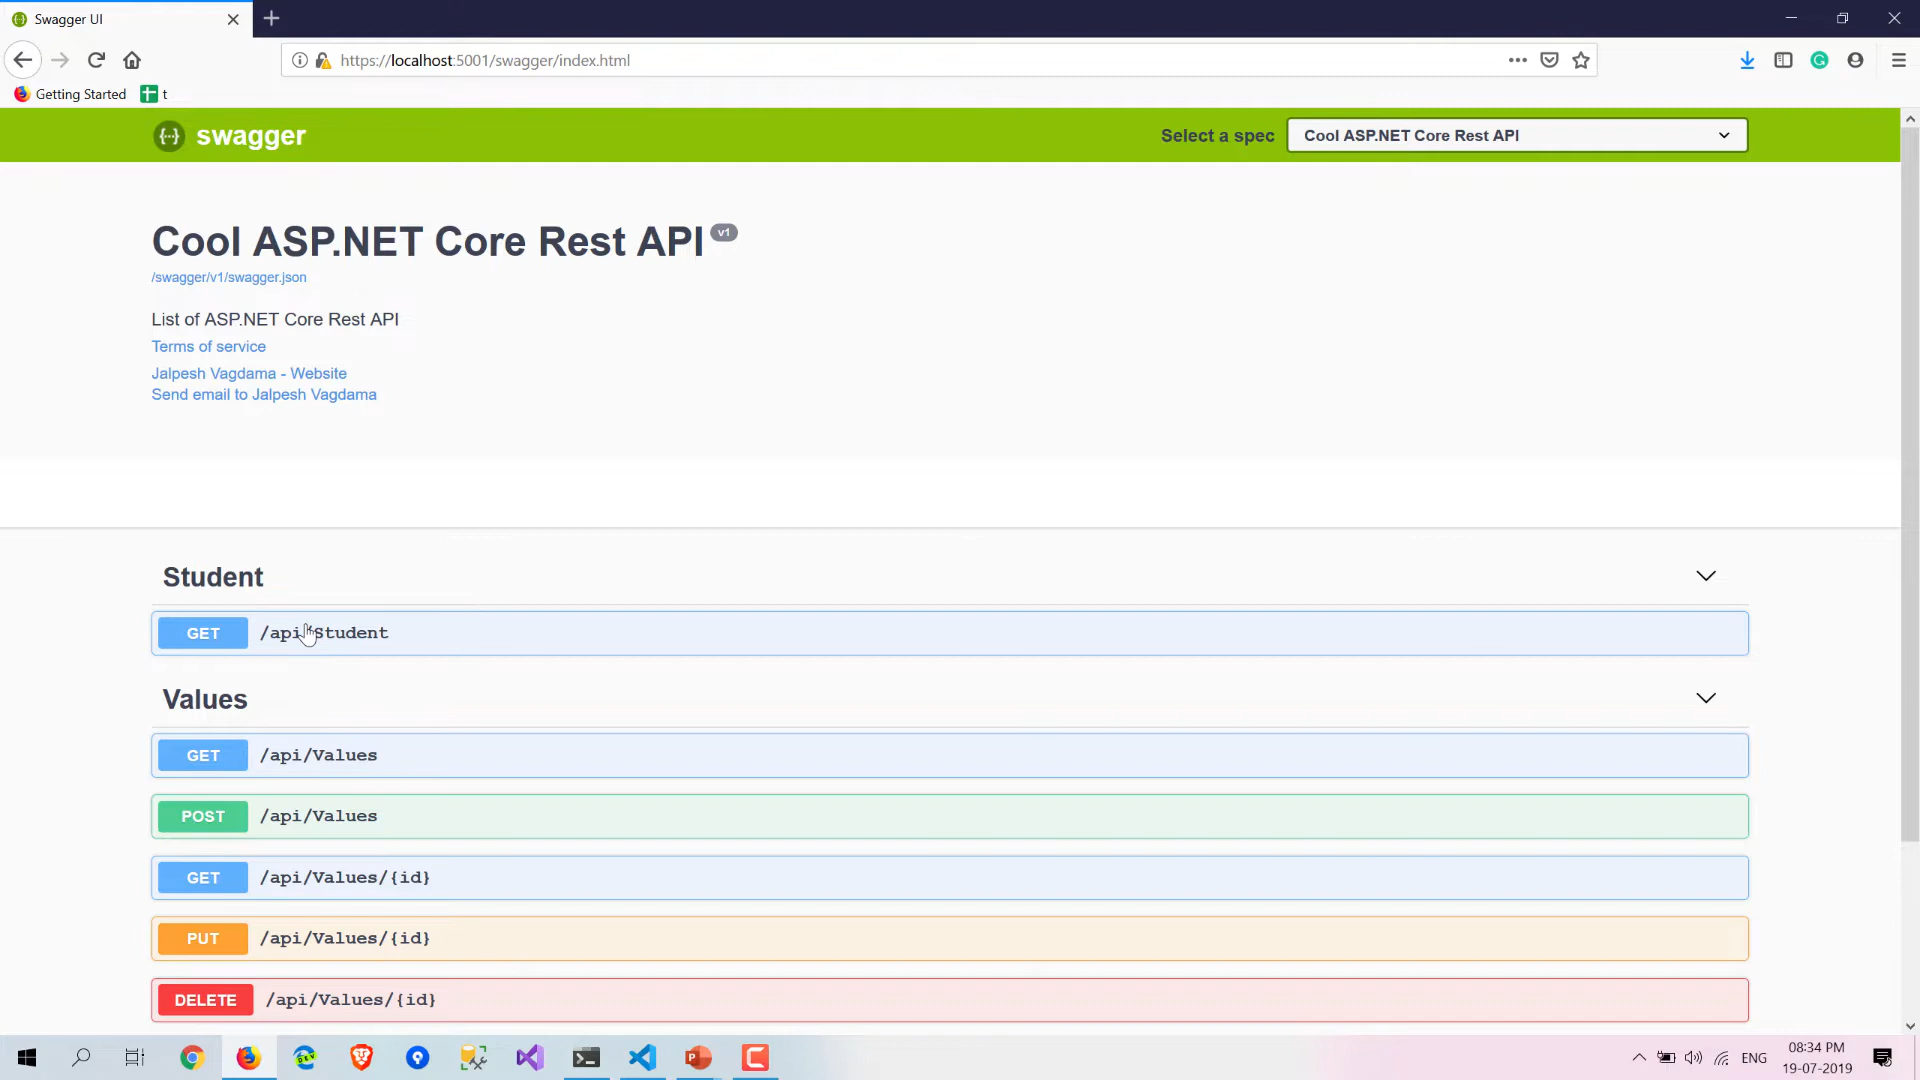 Swagger UI
https://localhost:5001/swagger/index.html
Getting Started
t
swagger
Select a spec
Cool ASP.NET Core Rest API
Cool ASP.NET Core Rest API v1
/swagger/v1/swagger.json
List of ASP.NET Core Rest API
Terms of service
Jalpesh Vagdama - Website
Send email to Jalpesh Vagdama
Student
GET /api/Student
Values
GET /api/Values
POST /api/Values
GET /api/Values/{id}
PUT /api/Values/{id}
DELETE /api/Values/{id}
DEV
ENG
08:34 PM
19-07-2019